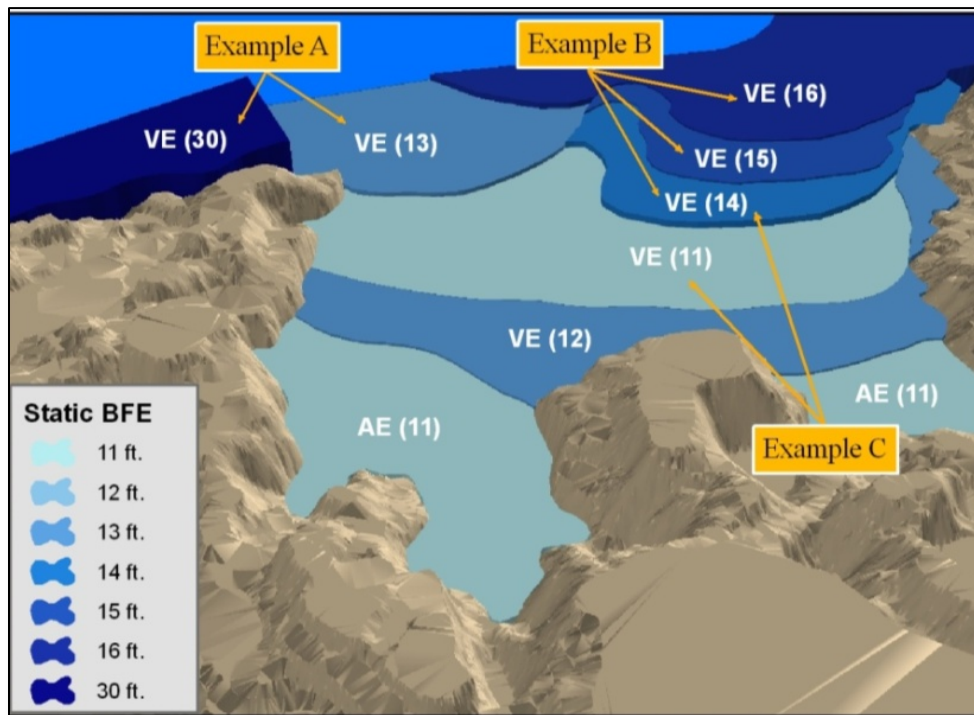 Example A
Example B
VE (30)
VE (13)
VE (16)
VE (15)
VE (14)
VE (11)
VE (12)
AE (11)
AE (11)
Example C
Static BFE
11 ft.
12 ft.
13 ft.
14 ft.
15 ft.
16 ft.
30 ft.